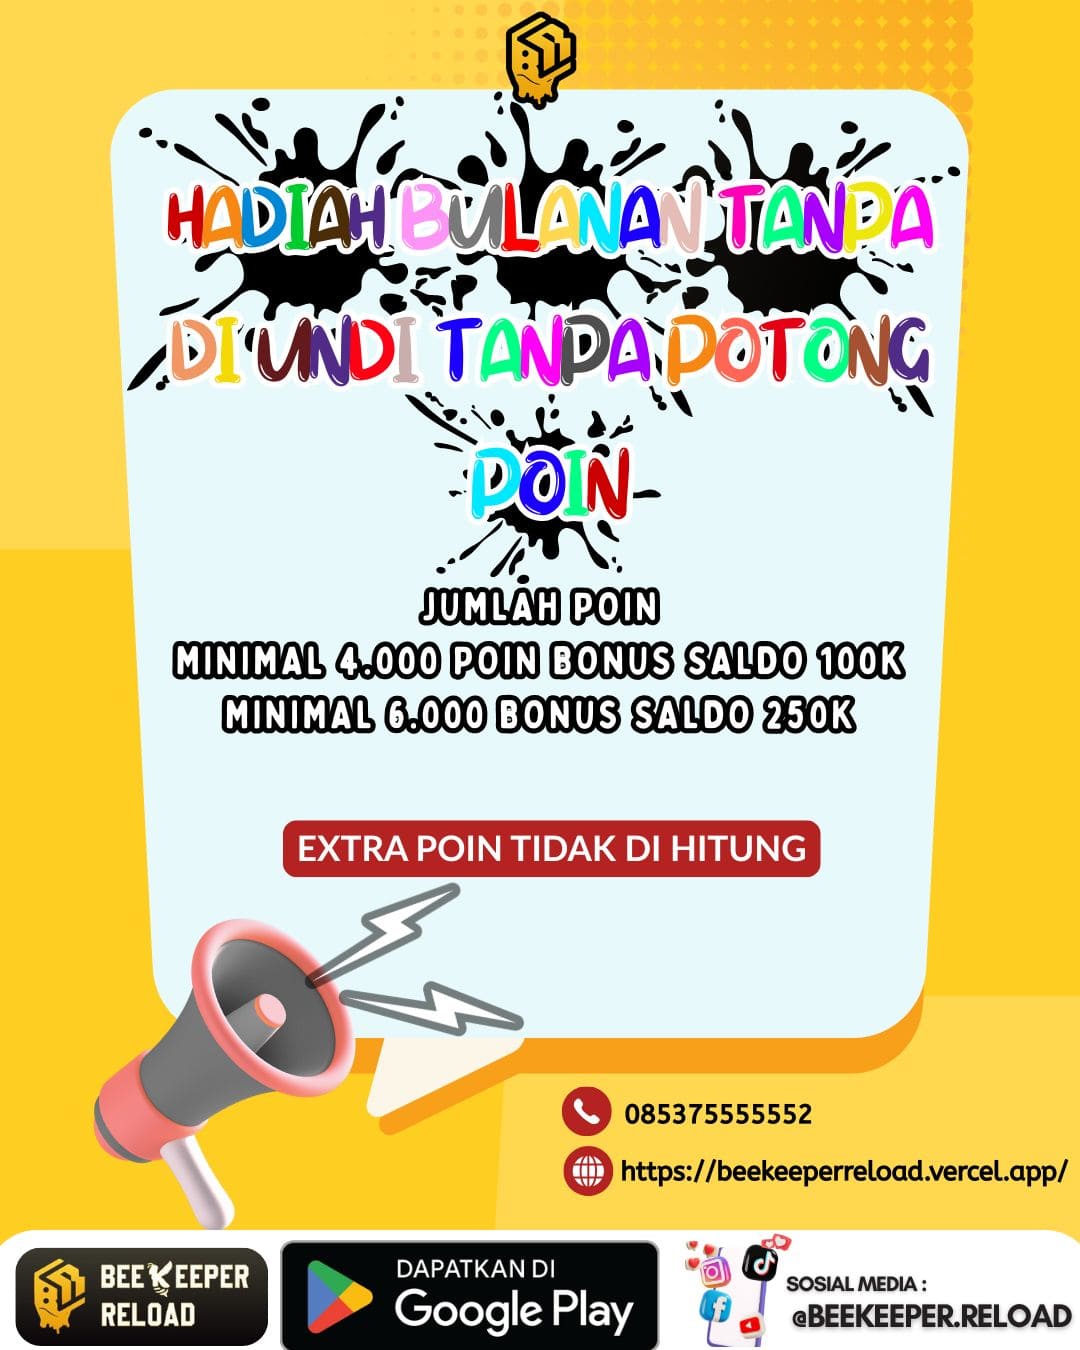 HADIAH BULANAN TANPA
DI UNDI TANPA POTONG
POIN
JUMLAH POIN
MINIMAL 4.000 POIN BONUS SALDO 100K
MINIMAL 6.000 BONUS SALDO 250K
EXTRA POIN TIDAK DI HITUNG
085375555552
https://beekeeperreload.vercel.app/
BEEKEEPER
RELOAD
DAPATKAN DI
Google Play
SOSIAL MEDIA :
@BEEKEEPER.RELOAD